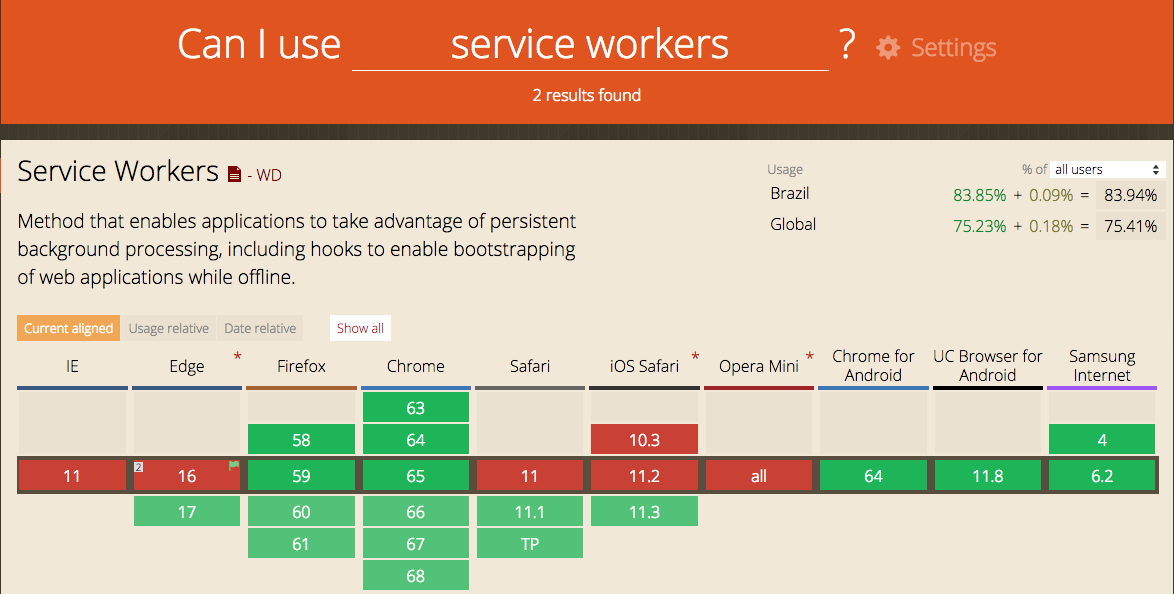 Can I use service workers ? Settings
2 results found
Service Workers - WD
Usage % of all users
Brazil 83.85% + 0.09% = 83.94%
Global 75.23% + 0.18% = 75.41%
Method that enables applications to take advantage of persistent
background processing, including hooks to enable bootstrapping
of web applications while offline.
Current aligned Usage relative Date relative Show all
IE Edge * Firefox Chrome Safari iOS Safari * Opera Mini * Chrome for Android UC Browser for Android Samsung Internet
63
58 64 10.3 4
11 2 16 59 65 11 11.2 all 64 11.8 6.2
17 60 66 11.1 11.3
61 67 TP
68